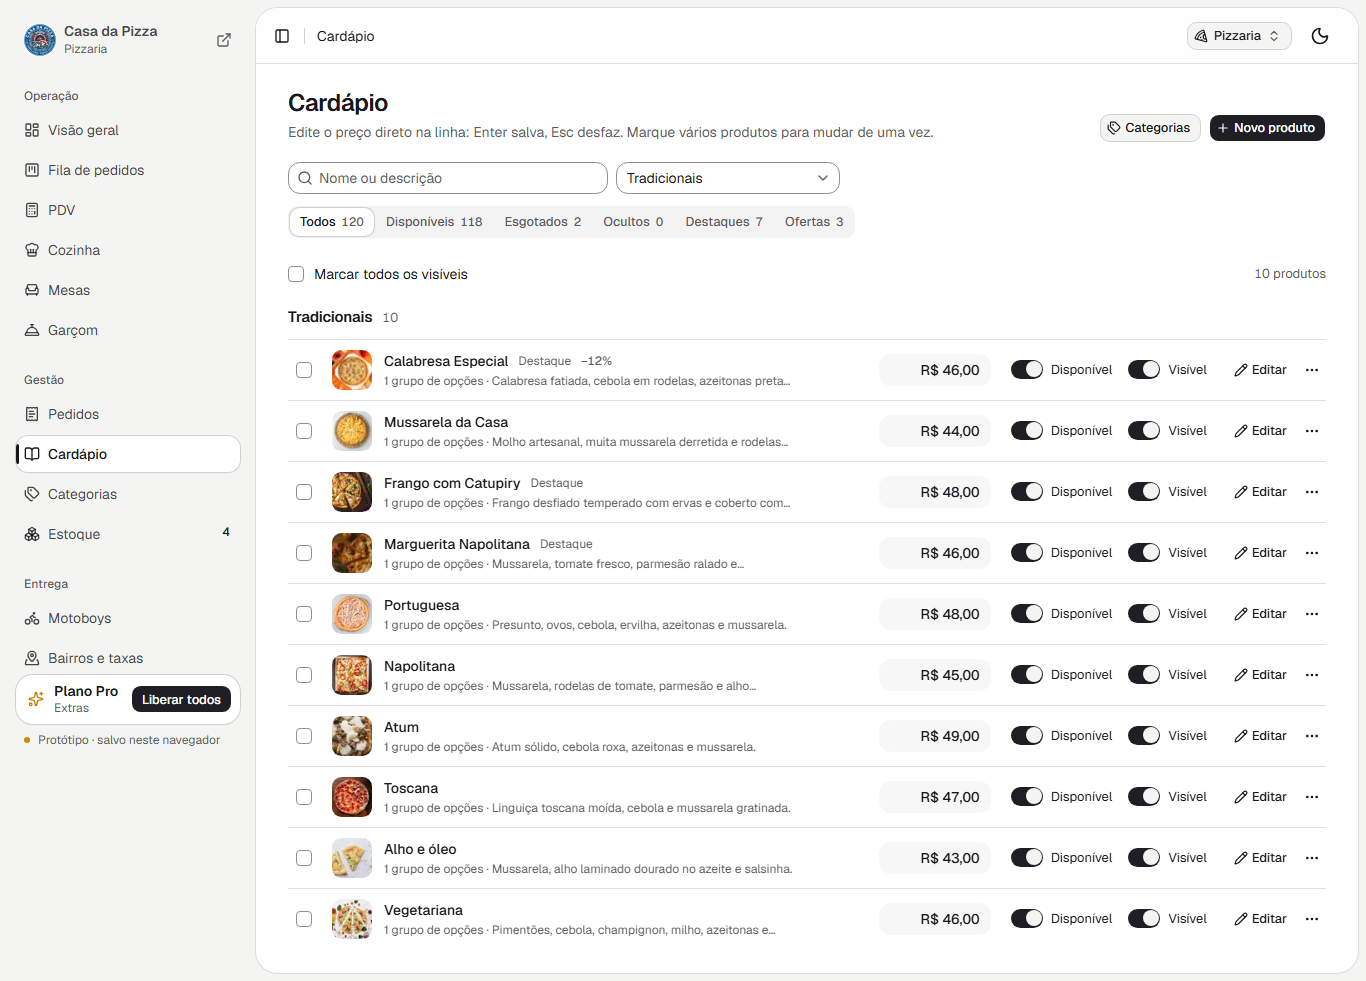 Casa da Pizza
Pizzaria
Operação
Visão geral
Fila de pedidos
PDV
Cozinha
Mesas
Garçom
Gestão
Pedidos
Cardápio
Categorias
Estoque 4
Entrega
Motoboys
Bairros e taxas
Plano Pro
Extras
Liberar todos
Protótipo · salvo neste navegador
Cardápio
Pizzaria
Cardápio
Edite o preço direto na linha: Enter salva, Esc desfaz. Marque vários produtos para mudar de uma vez.
Categorias
+ Novo produto
Nome ou descrição
Tradicionais
Todos 120 Disponíveis 118 Esgotados 2 Ocultos 0 Destaques 7 Ofertas 3
Marcar todos os visíveis
10 produtos
Tradicionais 10
Calabresa Especial Destaque −12%
1 grupo de opções · Calabresa fatiada, cebola em rodelas, azeitonas preta…
R$ 46,00 Disponível Visível Editar
Mussarela da Casa
1 grupo de opções · Molho artesanal, muita mussarela derretida e rodelas…
R$ 44,00 Disponível Visível Editar
Frango com Catupiry Destaque
1 grupo de opções · Frango desfiado temperado com ervas e coberto com…
R$ 48,00 Disponível Visível Editar
Marguerita Napolitana Destaque
1 grupo de opções · Mussarela, tomate fresco, parmesão ralado e…
R$ 46,00 Disponível Visível Editar
Portuguesa
1 grupo de opções · Presunto, ovos, cebola, ervilha, azeitonas e mussarela.
R$ 48,00 Disponível Visível Editar
Napolitana
1 grupo de opções · Mussarela, rodelas de tomate, parmesão e alho…
R$ 45,00 Disponível Visível Editar
Atum
1 grupo de opções · Atum sólido, cebola roxa, azeitonas e mussarela.
R$ 49,00 Disponível Visível Editar
Toscana
1 grupo de opções · Linguiça toscana moída, cebola e mussarela gratinada.
R$ 47,00 Disponível Visível Editar
Alho e óleo
1 grupo de opções · Mussarela, alho laminado dourado no azeite e salsinha.
R$ 43,00 Disponível Visível Editar
Vegetariana
1 grupo de opções · Pimentões, cebola, champignon, milho, azeitonas e…
R$ 46,00 Disponível Visível Editar